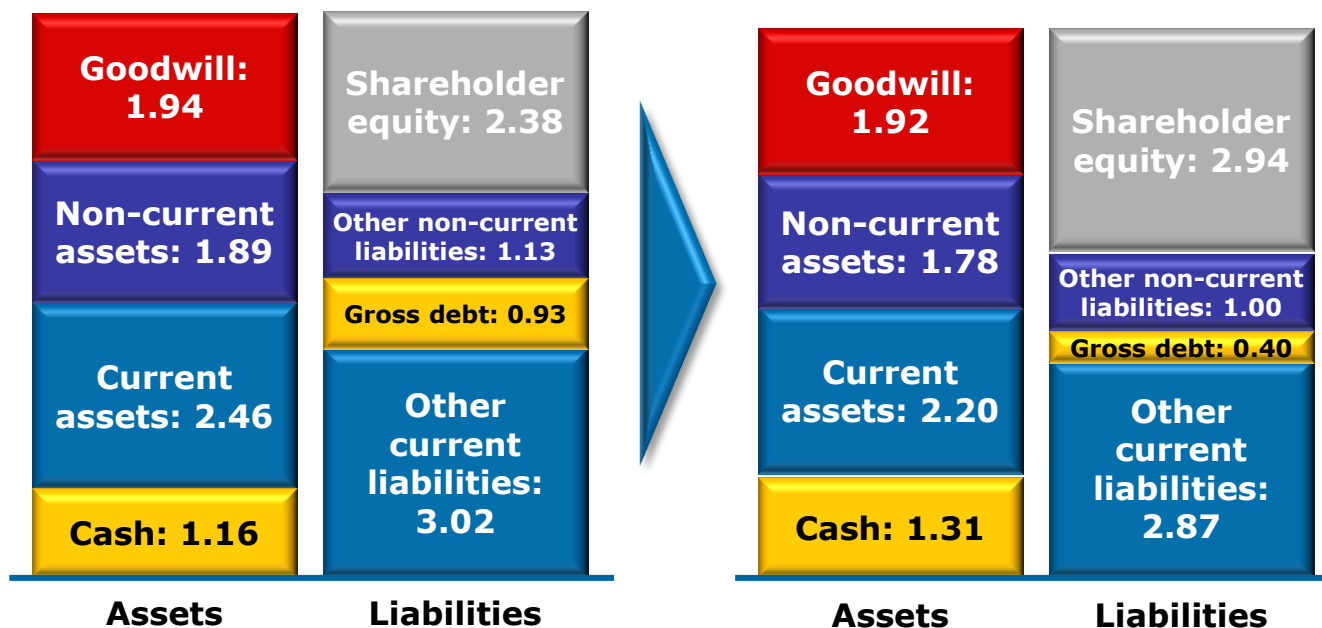 Goodwill:
1.94
Non-current
assets: 1.89
Current
assets: 2.46
Cash: 1.16
Assets
Shareholder
equity: 2.38
Other non-current
liabilities: 1.13
Gross debt: 0.93
Other
current
liabilities:
3.02
Liabilities
Goodwill:
1.92
Non-current
assets: 1.78
Current
assets: 2.20
Cash: 1.31
Assets
Shareholder
equity: 2.94
Other non-current
liabilities: 1.00
Gross debt: 0.40
Other
current
liabilities:
2.87
Liabilities